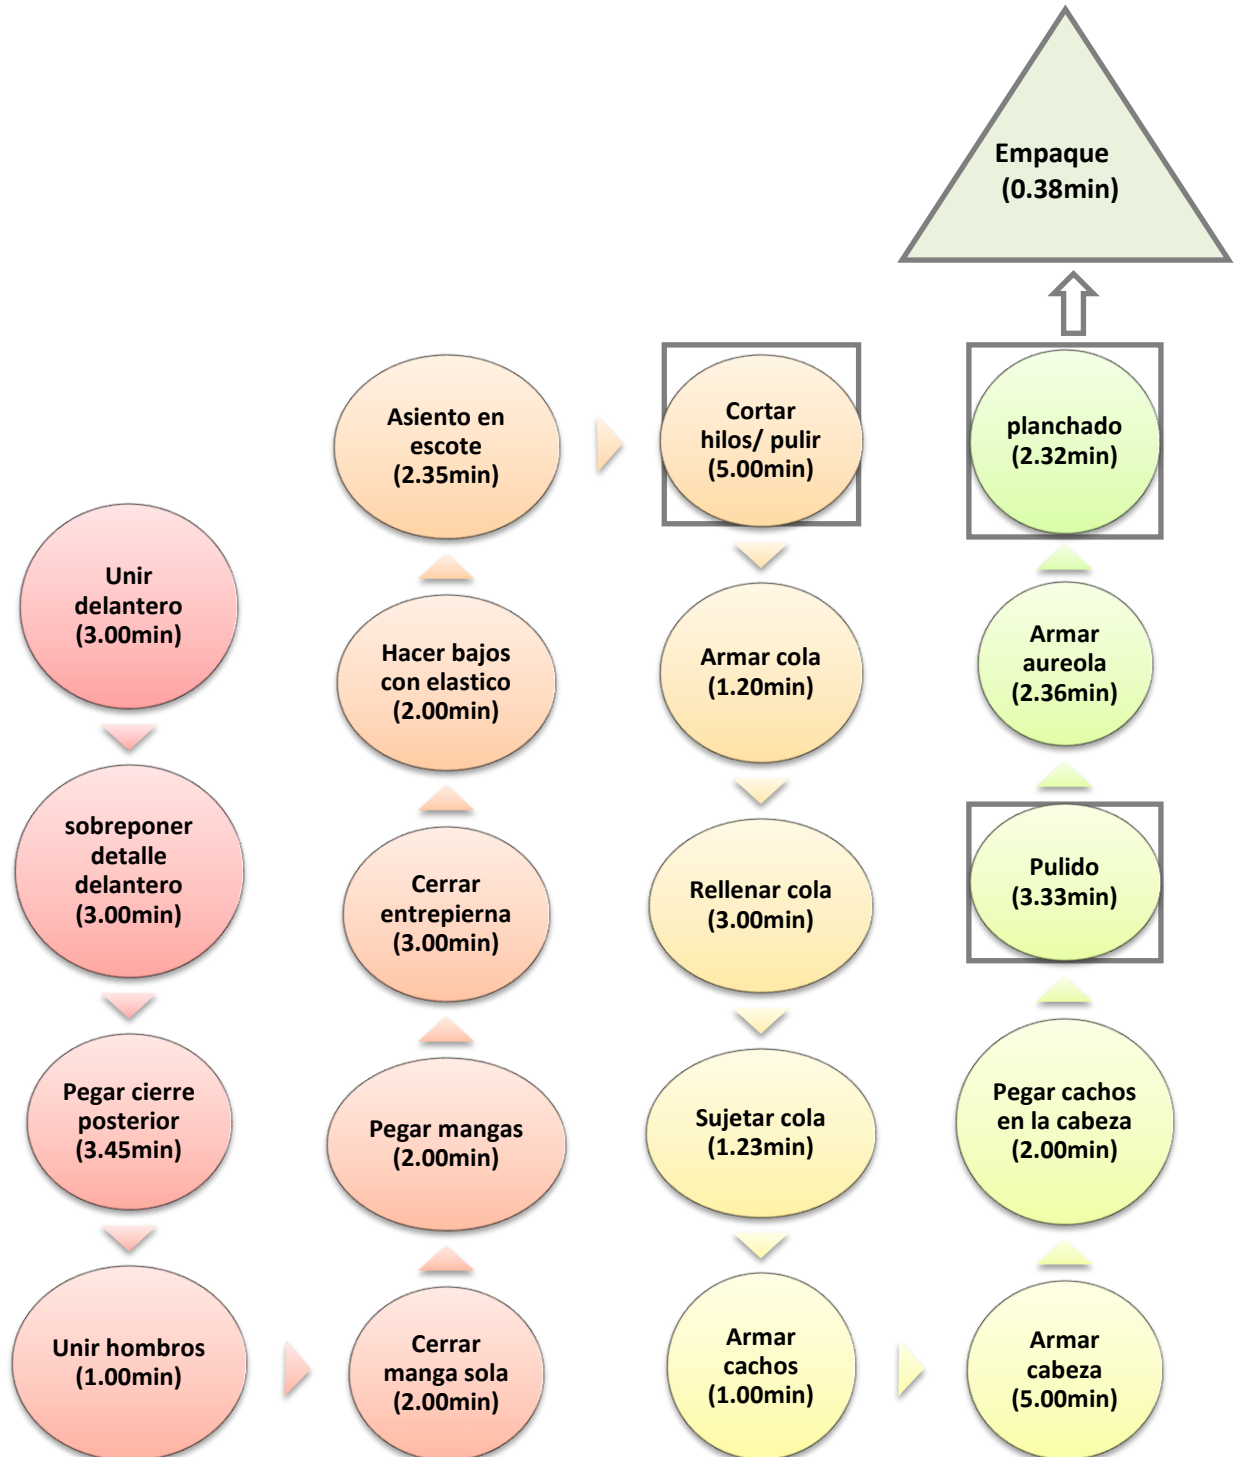 Unir
delantero
(3.00min)
sobreponer
detalle
delantero
(3.00min)
Pegar cierre
posterior
(3.45min)
Unir hombros
(1.00min)
Cerrar
manga sola
(2.00min)
Pegar mangas
(2.00min)
Cerrar
entrepierna
(3.00min)
Hacer bajos
con elastico
(2.00min)
Asiento en
escote
(2.35min)
Cortar
hilos/ pulir
(5.00min)
Armar cola
(1.20min)
Rellenar cola
(3.00min)
Sujetar cola
(1.23min)
Armar
cachos
(1.00min)
Armar
cabeza
(5.00min)
Pegar cachos
en la cabeza
(2.00min)
Pulido
(3.33min)
Armar
aureola
(2.36min)
planchado
(2.32min)
Empaque
(0.38min)